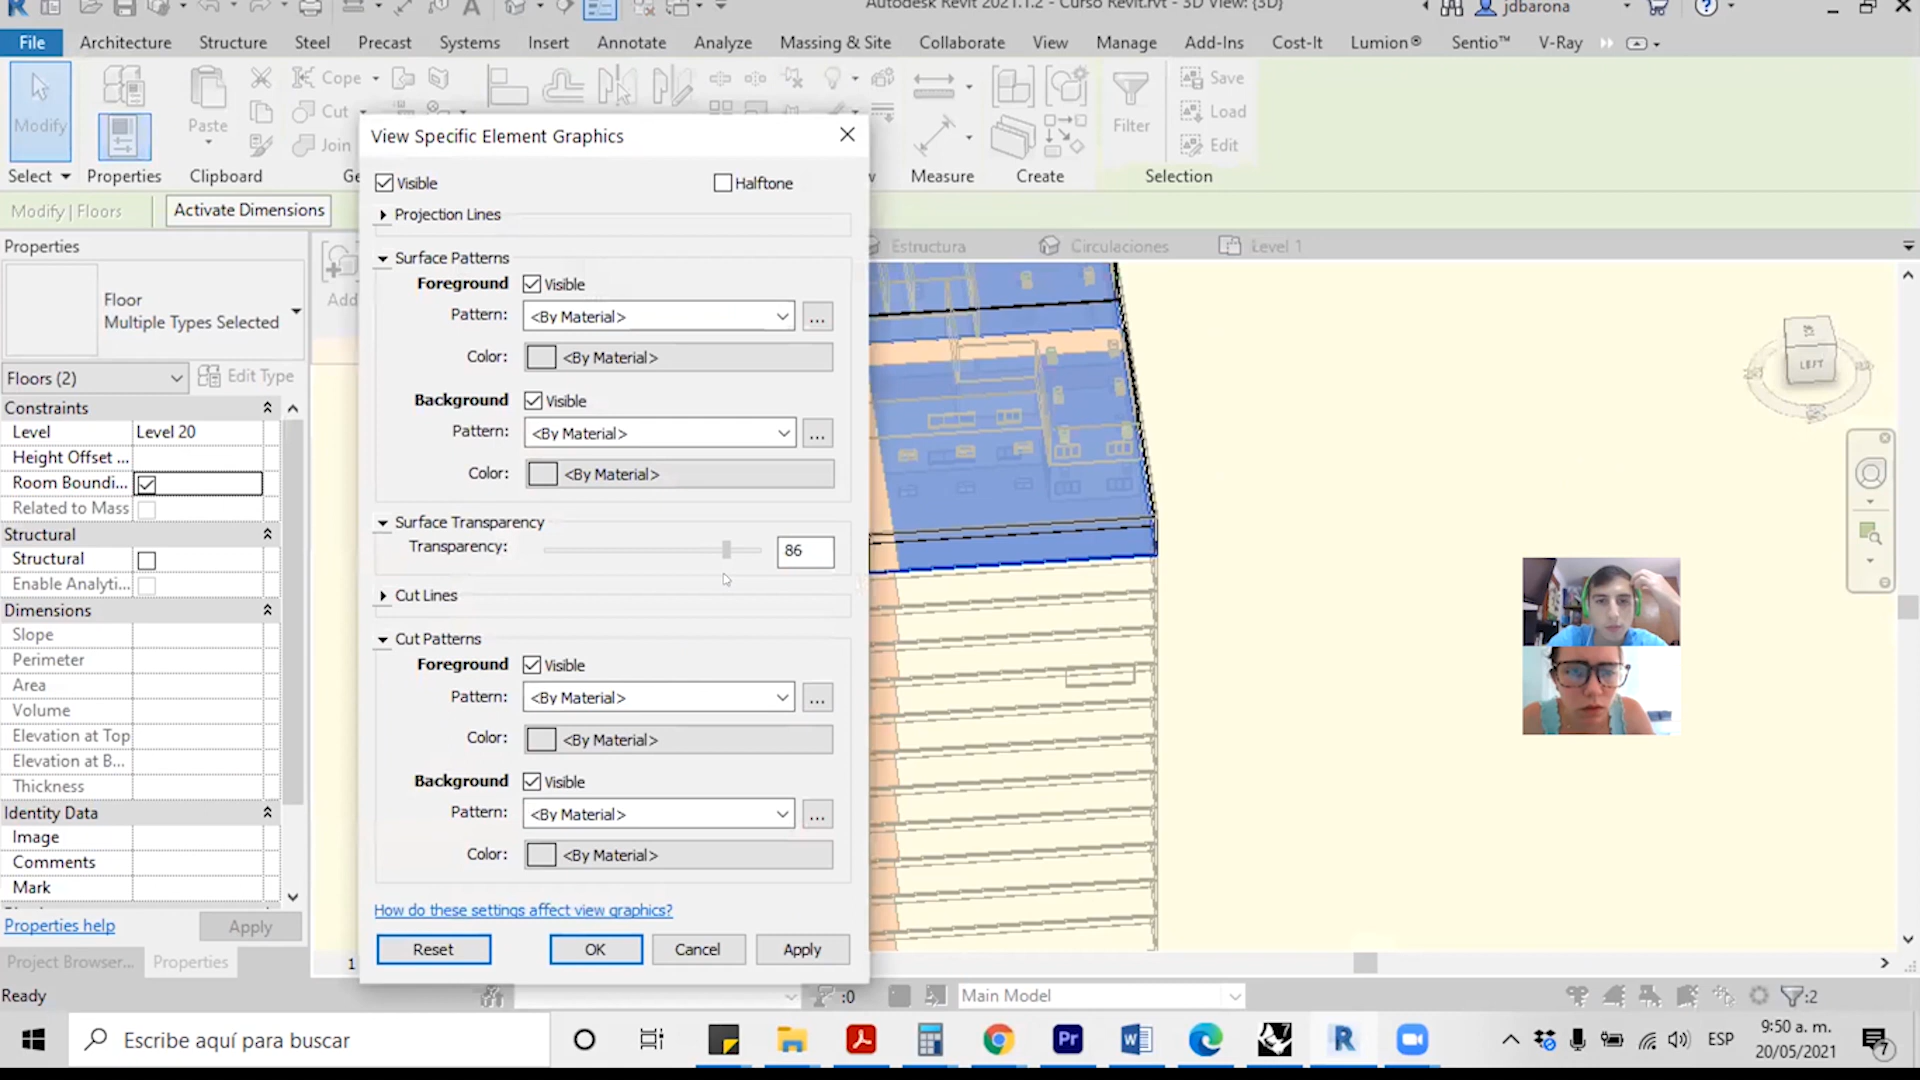 Autodesk Revit 2021.1.2 - Curso Revit.rvt - 3D View: {3D}
jdbarona
File
Architecture
Structure
Steel
Precast
Systems
Insert
Annotate
Analyze
Massing & Site
Collaborate
View
Manage
Add-Ins
Cost-It
Lumion®
Sentio™
V-Ray
Modify
Paste
Cope
Cut
Join
Filter
Save
Load
Edit
Select
Properties
Clipboard
Measure
Create
Selection
Modify | Floors
Activate Dimensions
Properties
Floor
Multiple Types Selected
Floors (2)
Edit Type
Constraints
Level
Level 20
Height Offset ...
Room Boundi...
Related to Mass
Structural
Structural
Enable Analyti...
Dimensions
Slope
Perimeter
Area
Volume
Elevation at Top
Elevation at B...
Thickness
Identity Data
Image
Comments
Mark
Properties help
Apply
Project Browser...
Properties
View Specific Element Graphics
Visible
Halftone
Projection Lines
Surface Patterns
Foreground
Visible
Pattern:
<By Material>
...
Color:
<By Material>
Background
Visible
Pattern:
<By Material>
...
Color:
<By Material>
Surface Transparency
Transparency:
86
Cut Lines
Cut Patterns
Foreground
Visible
Pattern:
<By Material>
...
Color:
<By Material>
Background
Visible
Pattern:
<By Material>
...
Color:
<By Material>
How do these settings affect view graphics?
Reset
OK
Cancel
Apply
Estructura
Circulaciones
Level 1
LEFT
Ready
:0
Main Model
:2
Escribe aquí para buscar
ESP
9:50 a. m.
20/05/2021
7